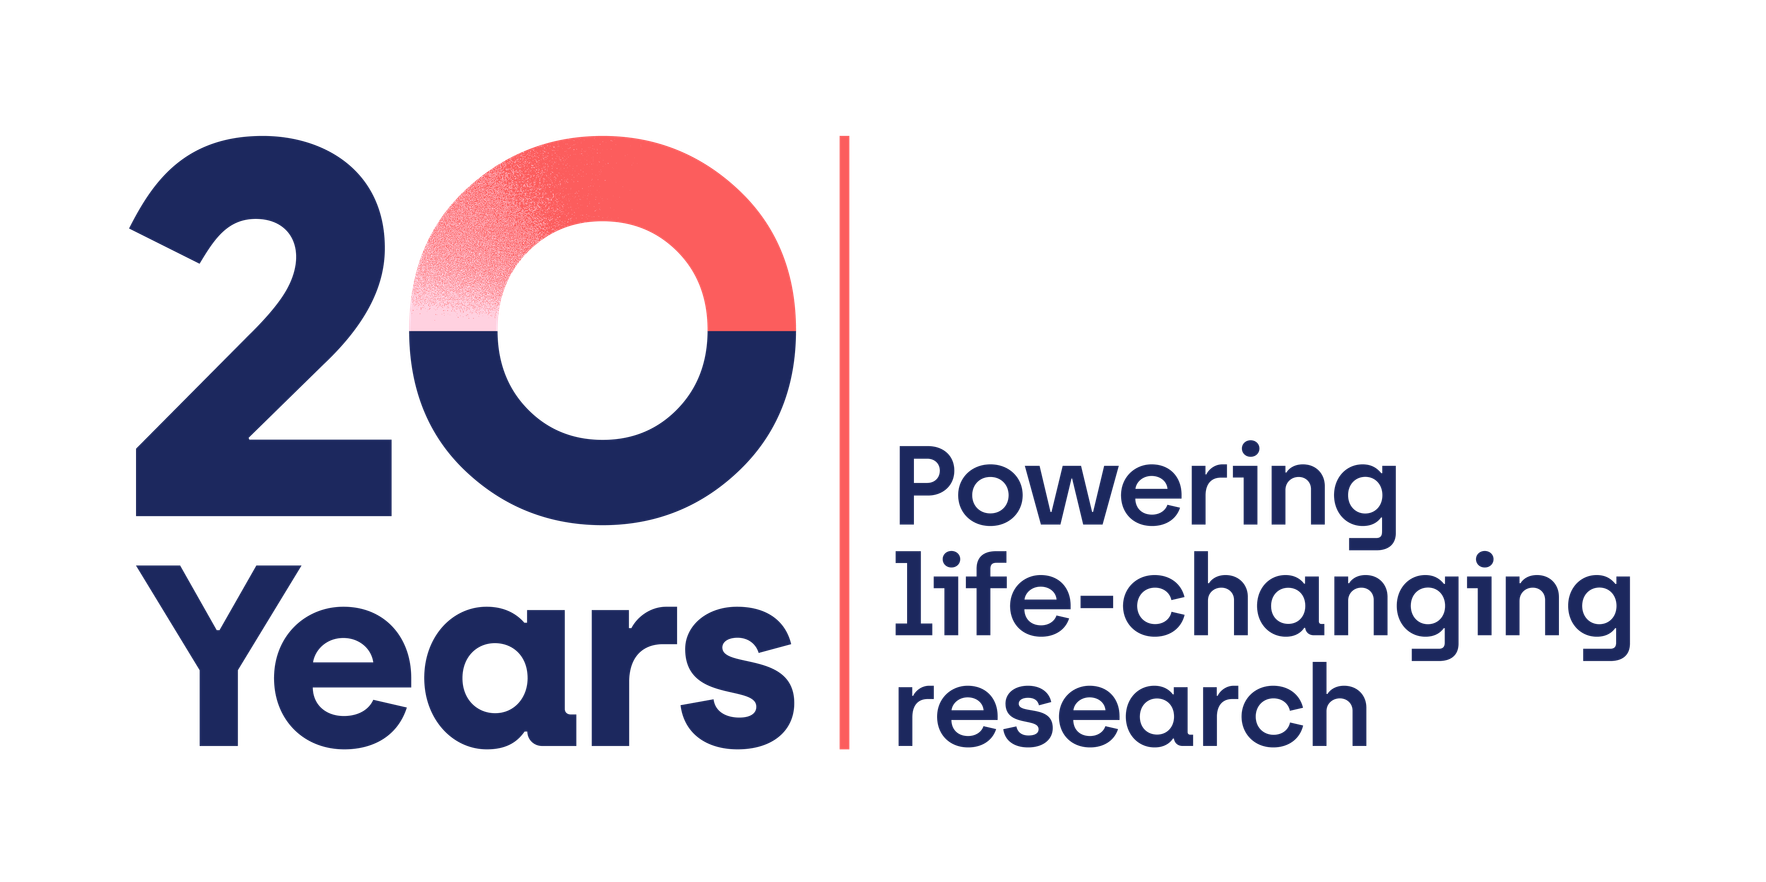 20
Years
Powering
life-changing
research